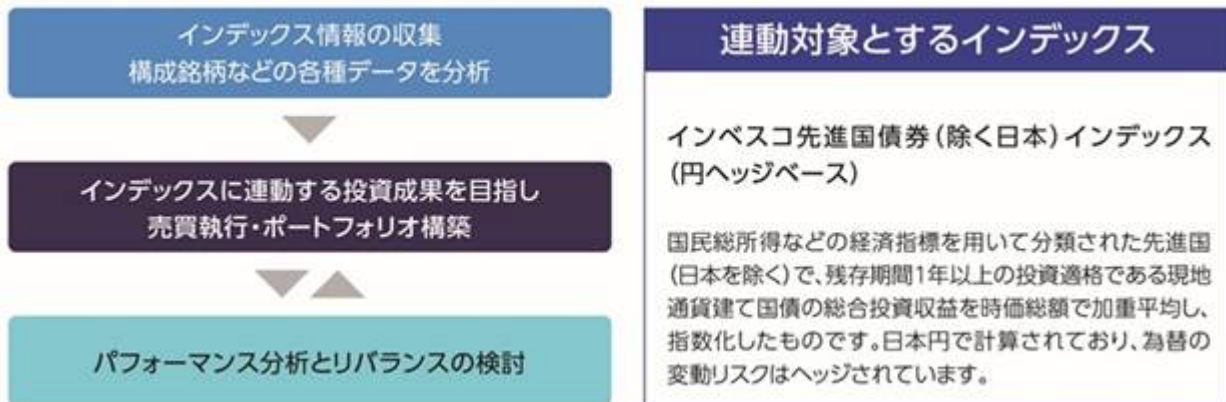 インデックス情報の収集
構成銘柄などの各種データを分析
インデックスに連動する投資成果を目指し
売買執行・ポートフォリオ構築
パフォーマンス分析とリバランスの検討
連動対象とするインデックス
インベスコ先進国債券(除く日本)インデックス
(円ヘッジベース)
国民総所得などの経済指標を用いて分類された先進国
(日本を除く)で、残存期間1年以上の投資適格である現地
通貨建て国債の総合投資収益を時価総額で加重平均し、
指数化したものです。日本円で計算されており、為替の
変動リスクはヘッジされています。